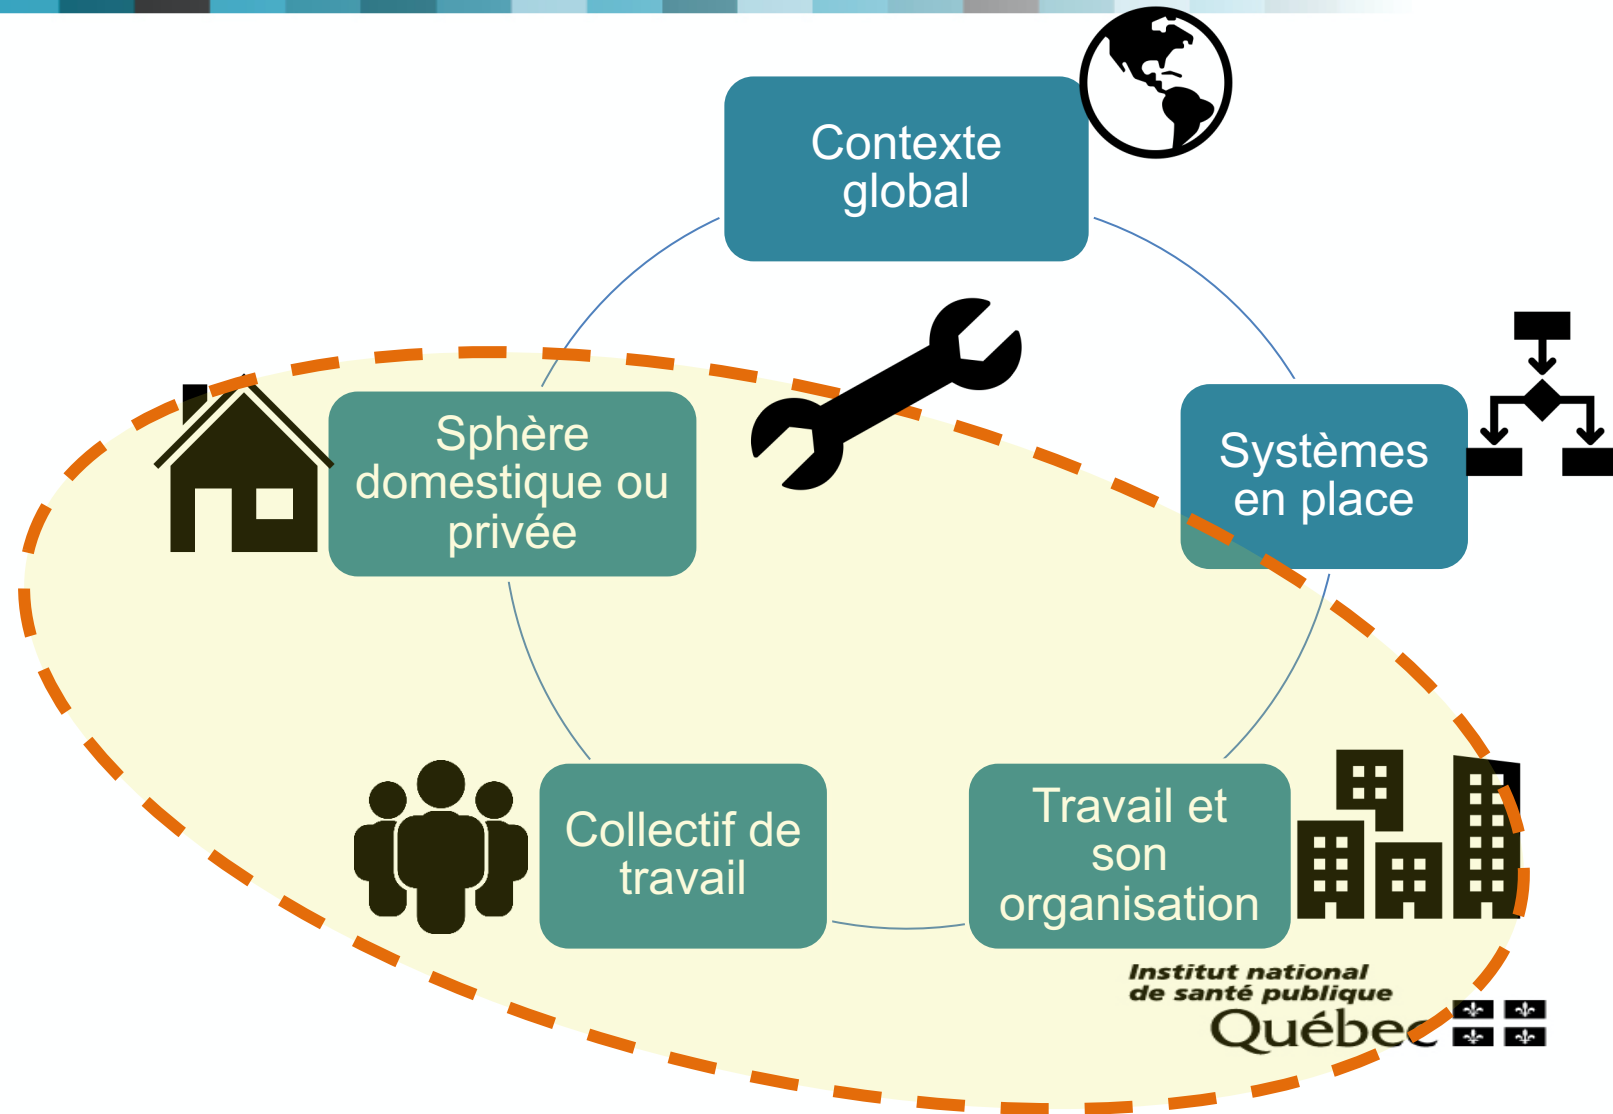 Contexte
global
Sphère
domestique ou
privée
Systèmes
en place
Collectif de
travail
Travail et
son
organisation
Institut national
de santé publique
Québec